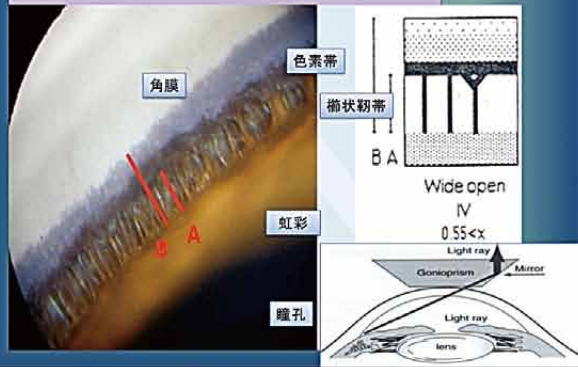 角膜
色素帯
櫛状靭帯
B A
B
A
虹彩
瞳孔
Wide open
IV
0.55<x
Light ray
Gonioprism
Mirror
Light ray
lens